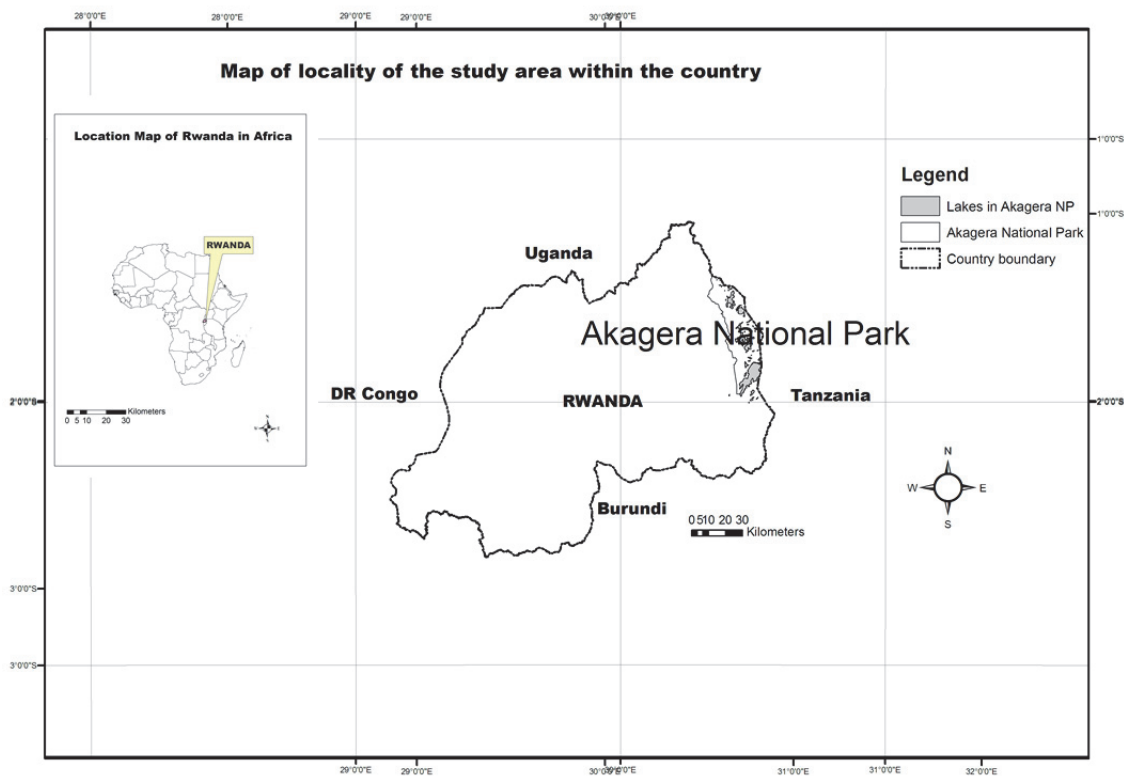 28°0'0"E 28°0'0"E 29°0'0"E 29°0'0"E 30°0'0"E
Map of locality of the study area within the country
Location Map of Rwanda in Africa
RWANDA
0 5 10 20 30 Kilometers
N
1°0'0"S
1°0'0"S
2°0'0"S
2°0'0"S
3°0'0"S
3°0'0"S
Legend
Lakes in Akagera NP
Akagera National Park
Country boundary
Uganda
Akagera National Park
DR Congo
RWANDA
Tanzania
Burundi
0 5 10 20 30
Kilometers
N
W E
S
29°0'0"E 29°0'0"E 30°0'0"E 31°0'0"E 31°0'0"E 32°0'0"E